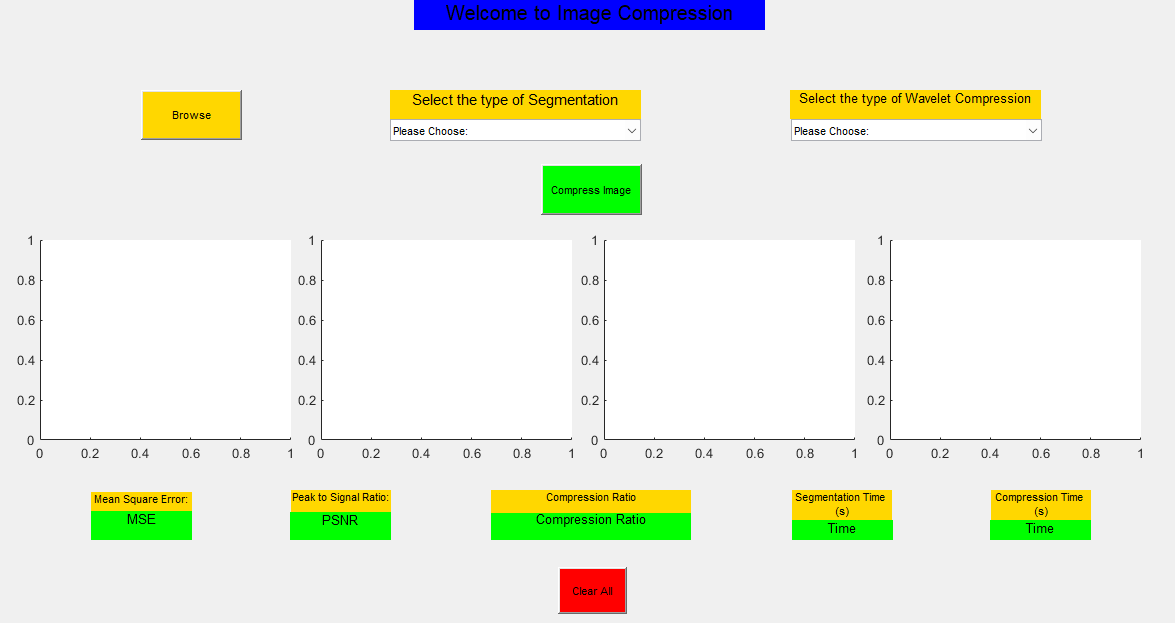 Welcome to Image Compression
Browse
Select the type of Segmentation
Please Choose:
Select the type of Wavelet Compression
Please Choose:
Compress Image
1
0.8
0.6
0.4
0.2
0
0 0.2 0.4 0.6 0.8 1
1
0.8
0.6
0.4
0.2
0
0 0.2 0.4 0.6 0.8 1
1
0.8
0.6
0.4
0.2
0
0 0.2 0.4 0.6 0.8 1
1
0.8
0.6
0.4
0.2
0
0 0.2 0.4 0.6 0.8 1
Mean Square Error:
MSE
Peak to Signal Ratio:
PSNR
Compression Ratio
Compression Ratio
Segmentation Time
(s)
Time
Compression Time
(s)
Time
Clear All